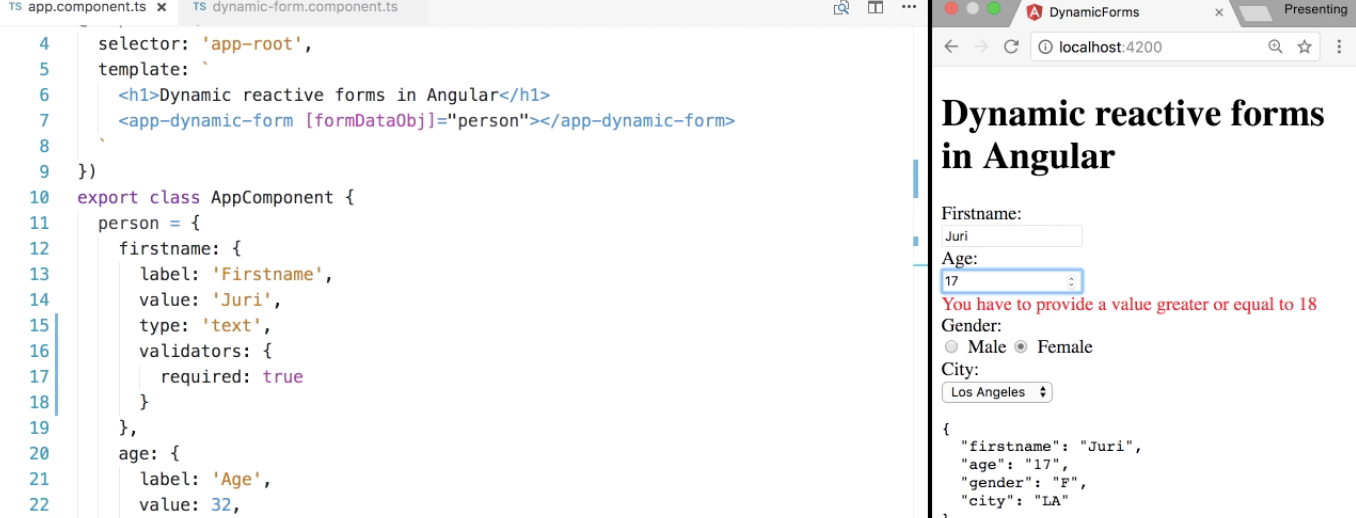 TS app.component.ts × TS dynamic-form.component.ts
4 selector: 'app-root',
5 template: `
6 <h1>Dynamic reactive forms in Angular</h1>
7 <app-dynamic-form [formDataObj]="person"></app-dynamic-form>
8 `
9 })
10 export class AppComponent {
11 person = {
12 firstname: {
13 label: 'Firstname',
14 value: 'Juri',
15 type: 'text',
16 validators: {
17 required: true
18 }
19 },
20 age: {
21 label: 'Age',
22 value: 32,
DynamicForms × Presenting
localhost:4200
Dynamic reactive forms
in Angular
Firstname:
Juri
Age:
17
You have to provide a value greater or equal to 18
Gender:
Male Female
City:
Los Angeles
{
"firstname": "Juri",
"age": "17",
"gender": "F",
"city": "LA"